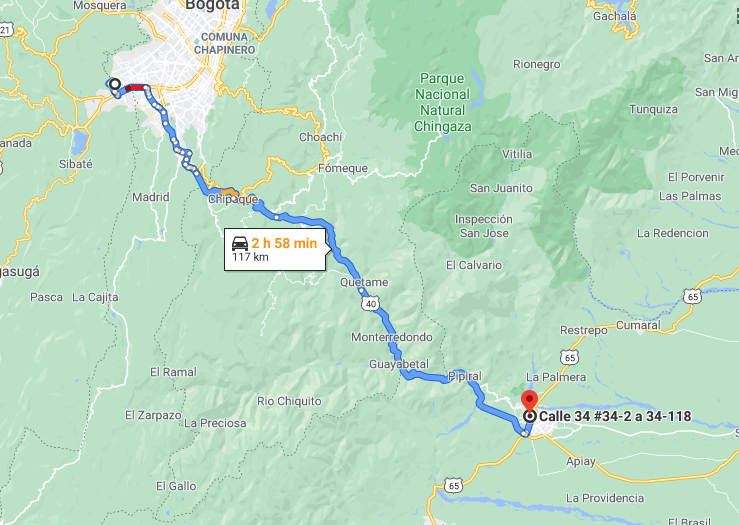 Mosquera
Bogotá
21
COMUNA
CHAPINERO
Gachalá
Rionegro
San An
Parque
Nacional
Natural
Chingaza
San Mig
Tunquiza
Choachí
anada
Sibaté
Vitilia
Med
Fómeque
El Porvenir
Madrid
Chipaque
San Juanito
Las Palmas
Inspección
San Jose
La Redencion
2 h 58 min
117 km
El Calvario
gasugá
Pasca
La Cajita
Quetame
40
65
Monterredondo
Restrepo
Cumaral
Guayabetal
65
El Ramal
Pipiral
La Palmera
Rio Chiquito
El Zarpazo
La Preciosa
Calle 34 #34-2 a 34-118
Apiay
El Gallo
65
La Providencia
El Brasil